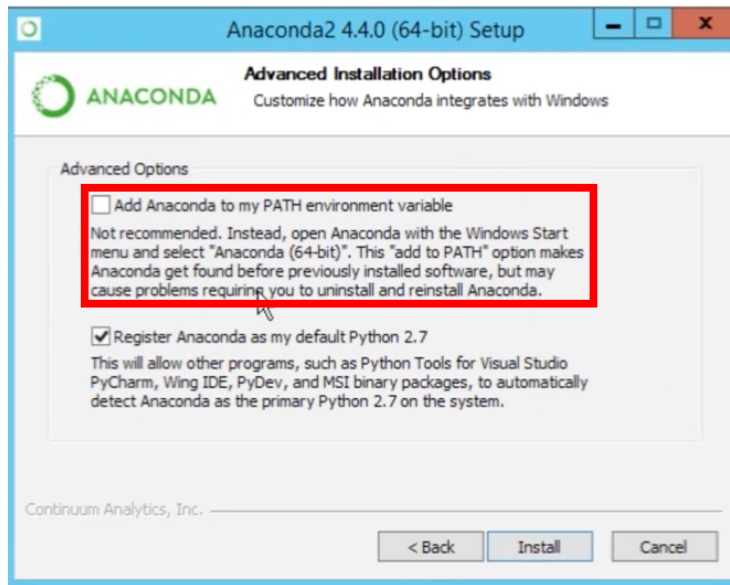 Anaconda2 4.4.0 (64-bit) Setup
ANACONDA
Advanced Installation Options
Customize how Anaconda integrates with Windows
Advanced Options
Add Anaconda to my PATH environment variable
Not recommended. Instead, open Anaconda with the Windows Start
menu and select "Anaconda (64-bit)". This "add to PATH" option makes
Anaconda get found before previously installed software, but may
cause problems requiring you to uninstall and reinstall Anaconda.
Register Anaconda as my default Python 2.7
This will allow other programs, such as Python Tools for Visual Studio
PyCharm, Wing IDE, PyDev, and MSI binary packages, to automatically
detect Anaconda as the primary Python 2.7 on the system.
Continuum Analytics, Inc.
< Back
Install
Cancel